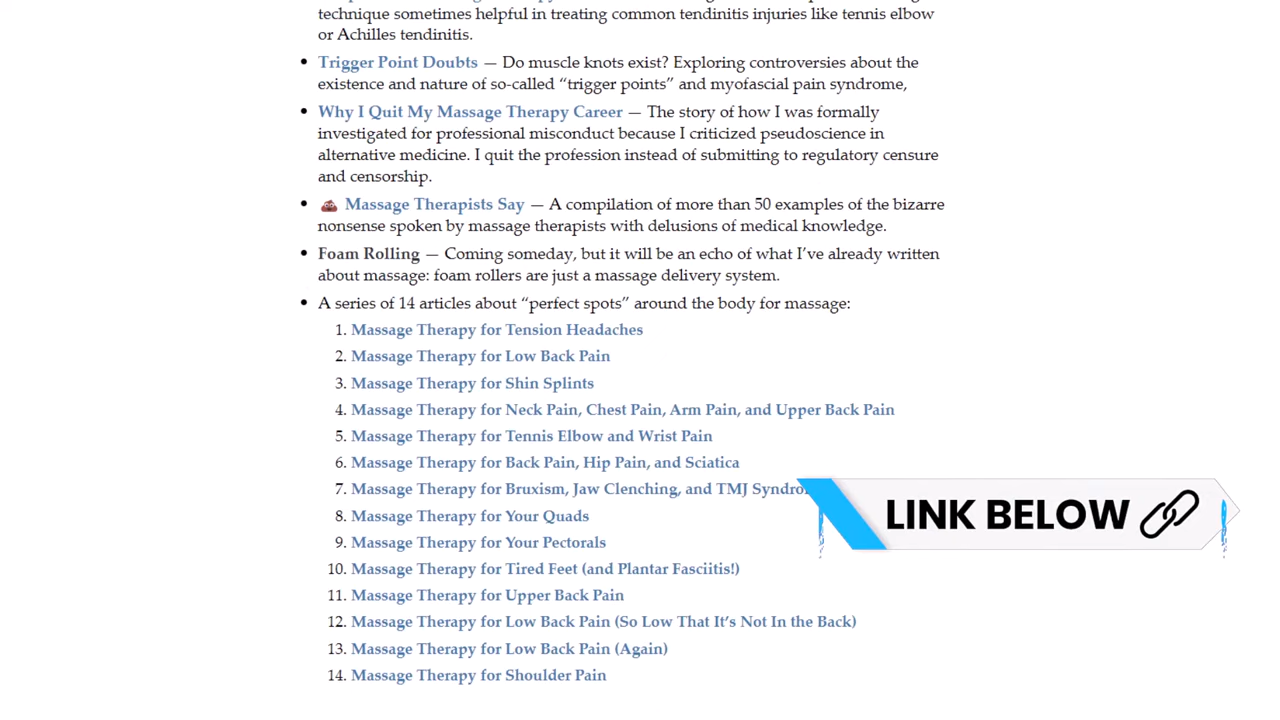 technique sometimes helpful in treating common tendinitis injuries like tennis elbow
or Achilles tendinitis.
• Trigger Point Doubts — Do muscle knots exist? Exploring controversies about the
existence and nature of so-called “trigger points” and myofascial pain syndrome,
• Why I Quit My Massage Therapy Career — The story of how I was formally
investigated for professional misconduct because I criticized pseudoscience in
alternative medicine. I quit the profession instead of submitting to regulatory censure
and censorship.
• 💩 Massage Therapists Say — A compilation of more than 50 examples of the bizarre
nonsense spoken by massage therapists with delusions of medical knowledge.
• Foam Rolling — Coming someday, but it will be an echo of what I’ve already written
about massage: foam rollers are just a massage delivery system.
• A series of 14 articles about “perfect spots” around the body for massage:
1. Massage Therapy for Tension Headaches
2. Massage Therapy for Low Back Pain
3. Massage Therapy for Shin Splints
4. Massage Therapy for Neck Pain, Chest Pain, Arm Pain, and Upper Back Pain
5. Massage Therapy for Tennis Elbow and Wrist Pain
6. Massage Therapy for Back Pain, Hip Pain, and Sciatica
7. Massage Therapy for Bruxism, Jaw Clenching, and TMJ
LINK BELOW
8. Massage Therapy for Your Quads
9. Massage Therapy for Your Pectorals
10. Massage Therapy for Tired Feet (and Plantar Fasciitis!)
11. Massage Therapy for Upper Back Pain
12. Massage Therapy for Low Back Pain (So Low That It’s Not In the Back)
13. Massage Therapy for Low Back Pain (Again)
14. Massage Therapy for Shoulder Pain